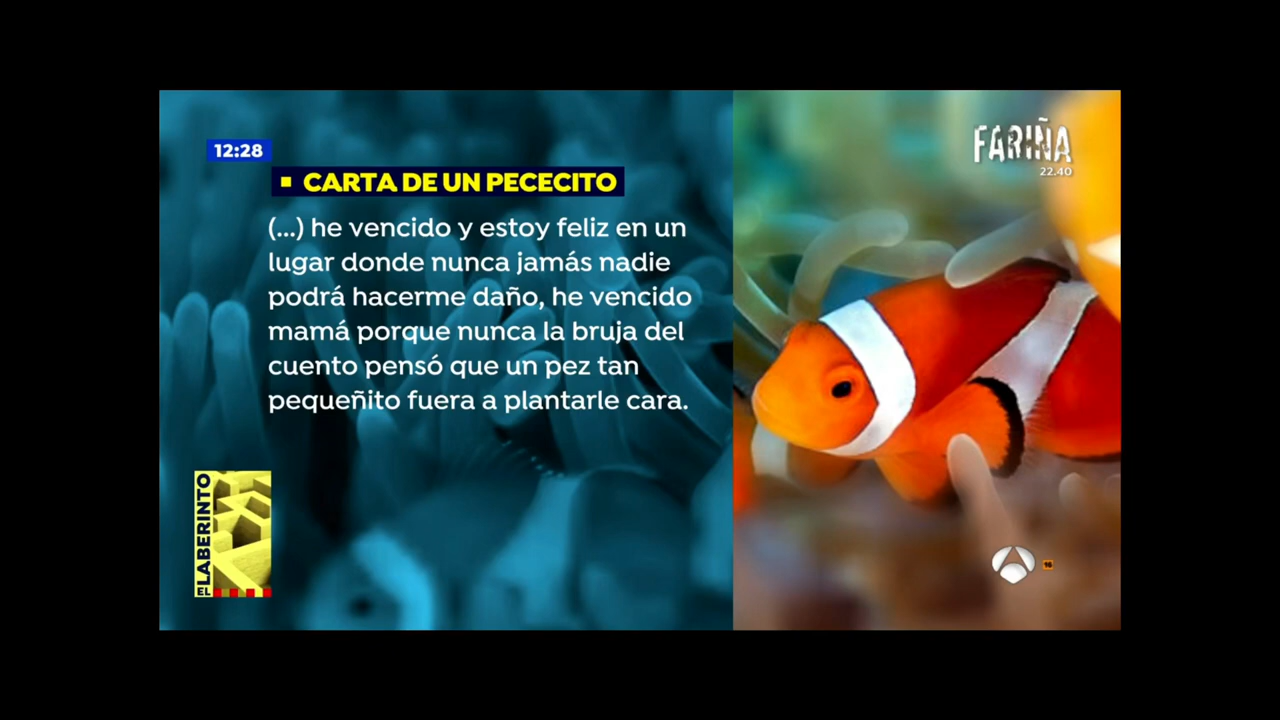 FARIÑA
22.40
12:28
CARTA DE UN PECECITO
(...) he vencido y estoy feliz en un
lugar donde nunca jamás nadie
podrá hacerme daño, he vencido
mamá porque nunca la bruja del
cuento pensó que un pez tan
pequeñito fuera a plantarle cara.
EL LABERINTO
16